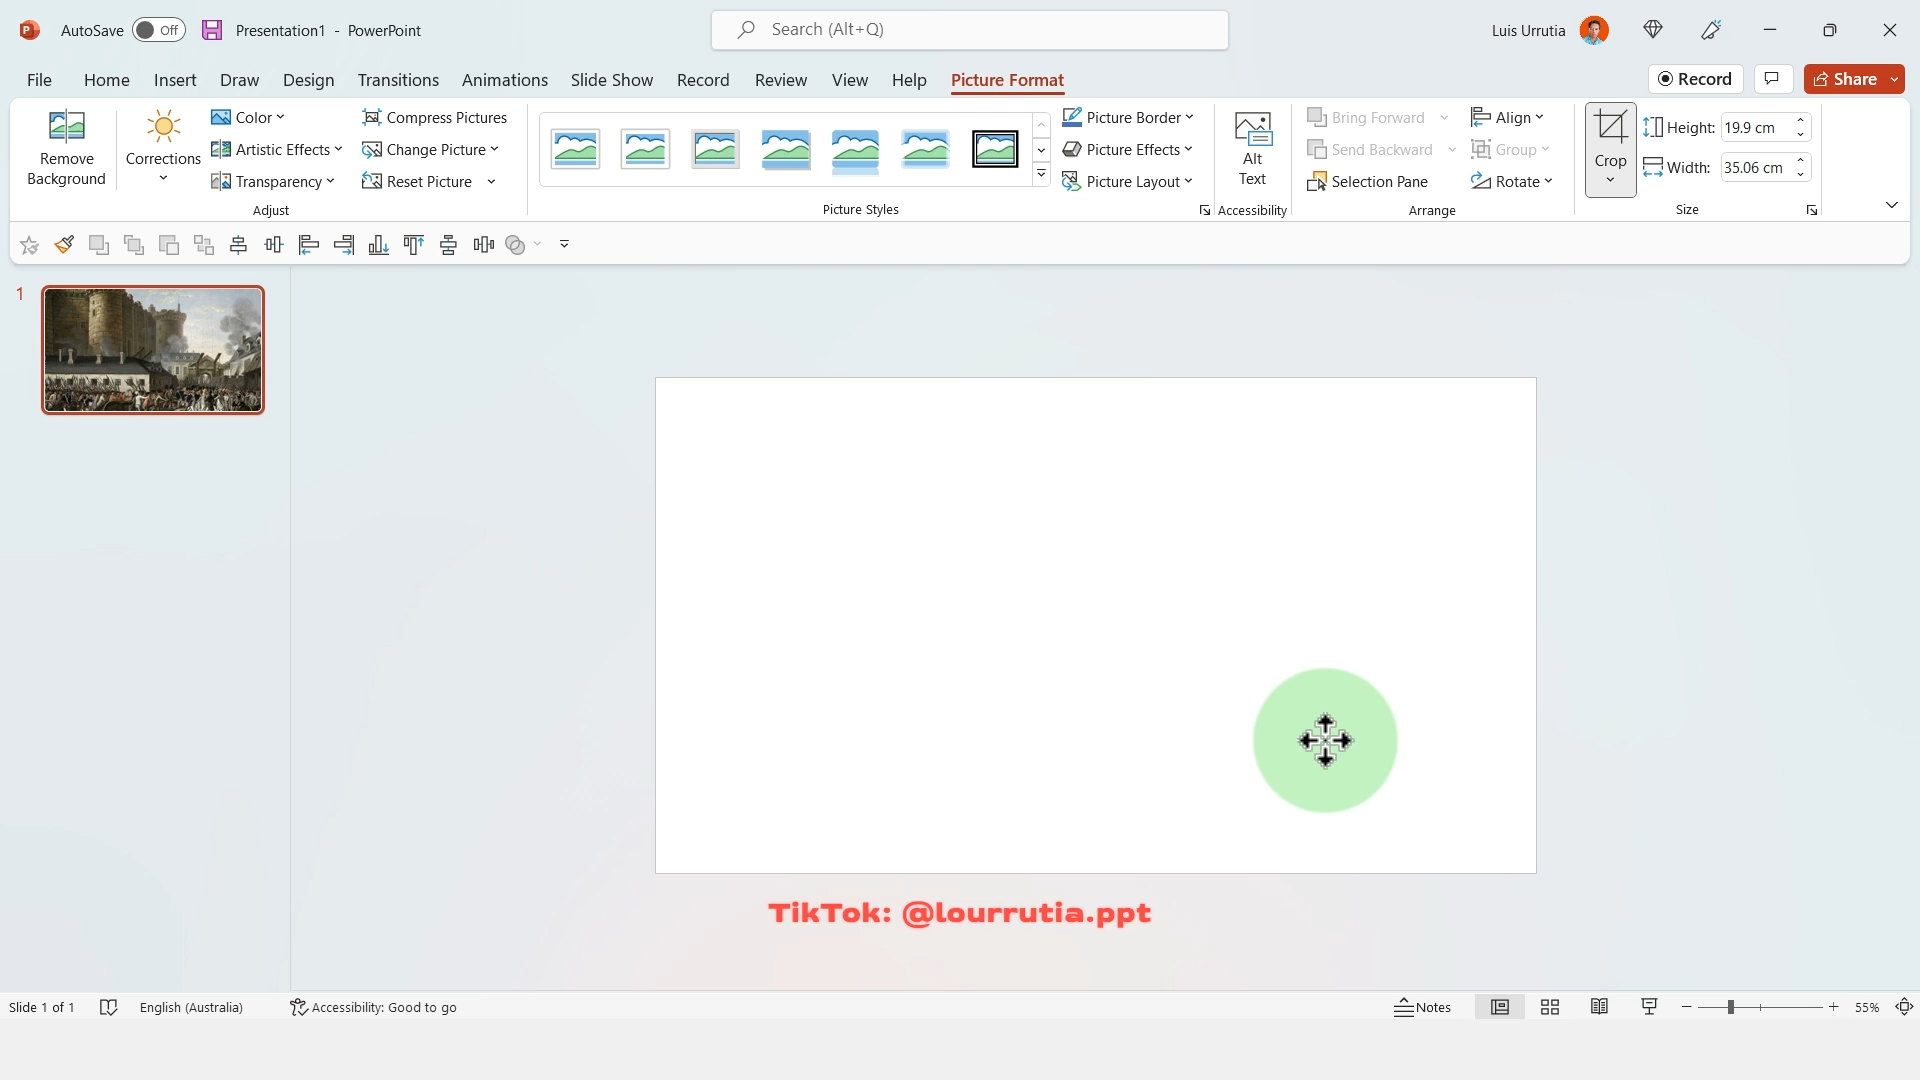 AutoSave Off Presentation1 - PowerPoint Search (Alt+Q) Luis Urrutia
File Home Insert Draw Design Transitions Animations Slide Show Record Review View Help Picture Format Record Share
Remove Background
Corrections
Color
Artistic Effects
Transparency
Compress Pictures
Change Picture
Reset Picture
Adjust
Picture Styles
Picture Border
Picture Effects
Picture Layout
Alt
Text
Accessibility
Bring Forward
Send Backward
Selection Pane
Align
Group
Rotate
Arrange
Crop
Height: 19.9 cm
Width: 35.06 cm
Size
1
TikTok: @lourrutia.ppt
Slide 1 of 1 English (Australia) Accessibility: Good to go Notes 55%